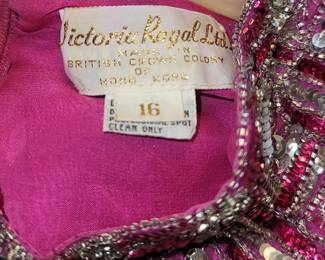 Victoria Royal Ltd.
MADE IN
BRITISH CROWN COLONY
OF
HONG KONG
16
CLEAN ONLY